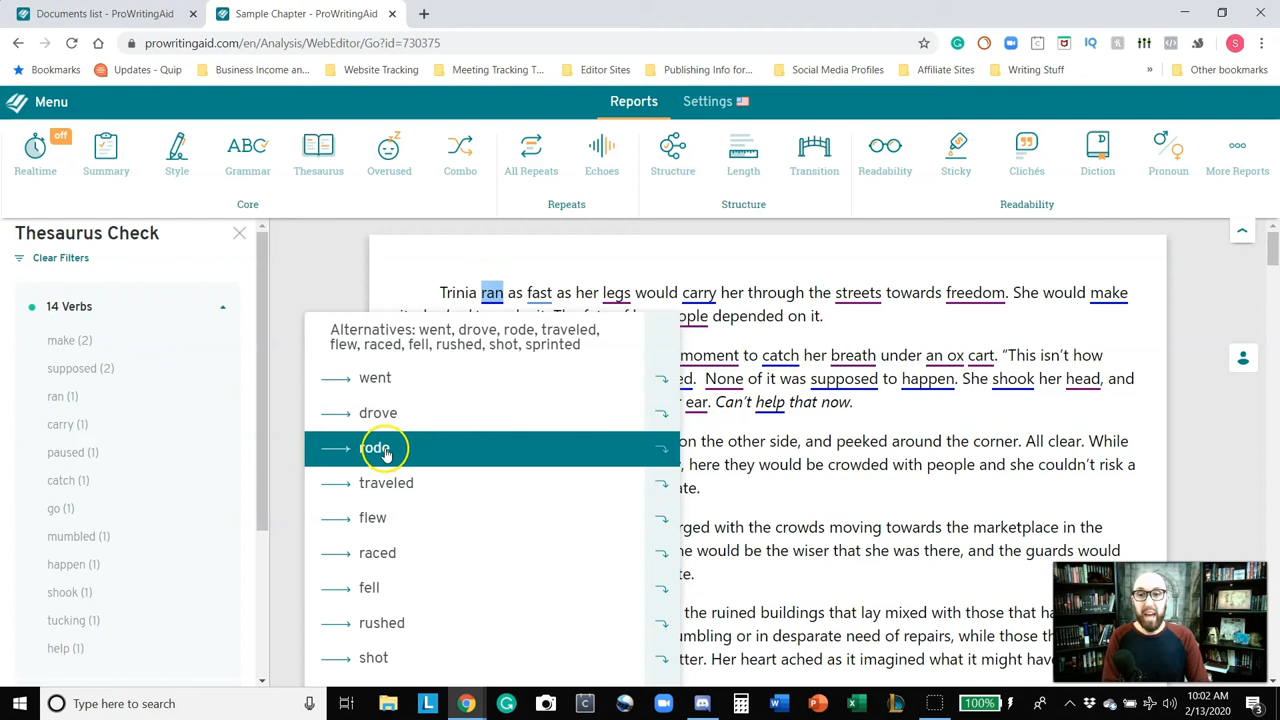 Documents list - ProWritingAid
Sample Chapter - ProWritingAid
prowritingaid.com/en/Analysis/WebEditor/Go?id=730375
Bookmarks
Updates - Quip
Business Income an...
Website Tracking
Meeting Tracking T...
Editor Sites
Publishing Info for...
Social Media Profiles
Affiliate Sites
Writing Stuff
Other bookmarks
Menu
Reports
Settings
off
Realtime
Summary
Style
ABC
Grammar
Thesaurus
Overused
Combo
All Repeats
Echoes
Structure
Length
Transition
Readability
Sticky
Clichés
Diction
Pronoun
More Reports
Core
Repeats
Structure
Readability
Thesaurus Check
Clear Filters
14 Verbs
make (2)
supposed (2)
ran (1)
carry (1)
paused (1)
catch (1)
go (1)
mumbled (1)
happen (1)
shook (1)
tucking (1)
help (1)
Trinia ran as fast as her legs would carry her through the streets towards freedom. She would make
depended on it.
Alternatives: went, drove, rode, traveled,
flew, raced, fell, rushed, shot, sprinted
went
drove
rode
traveled
flew
raced
fell
rushed
shot
moment to catch her breath under an ox cart. “This isn’t how
ed. None of it was supposed to happen. She shook her head, and
ear. Can’t help that now.
on the other side, and peeked around the corner. All clear. While
, here they would be crowded with people and she couldn’t risk a
ate.
rged with the crowds moving towards the marketplace in the
ne would be the wiser that she was there, and the guards would
te.
the ruined buildings that lay mixed with those that ha
umbling or in desperate need of repairs, while those th
tter. Her heart ached as it imagined what it might have
Type here to search
100%
10:02 AM
2/13/2020